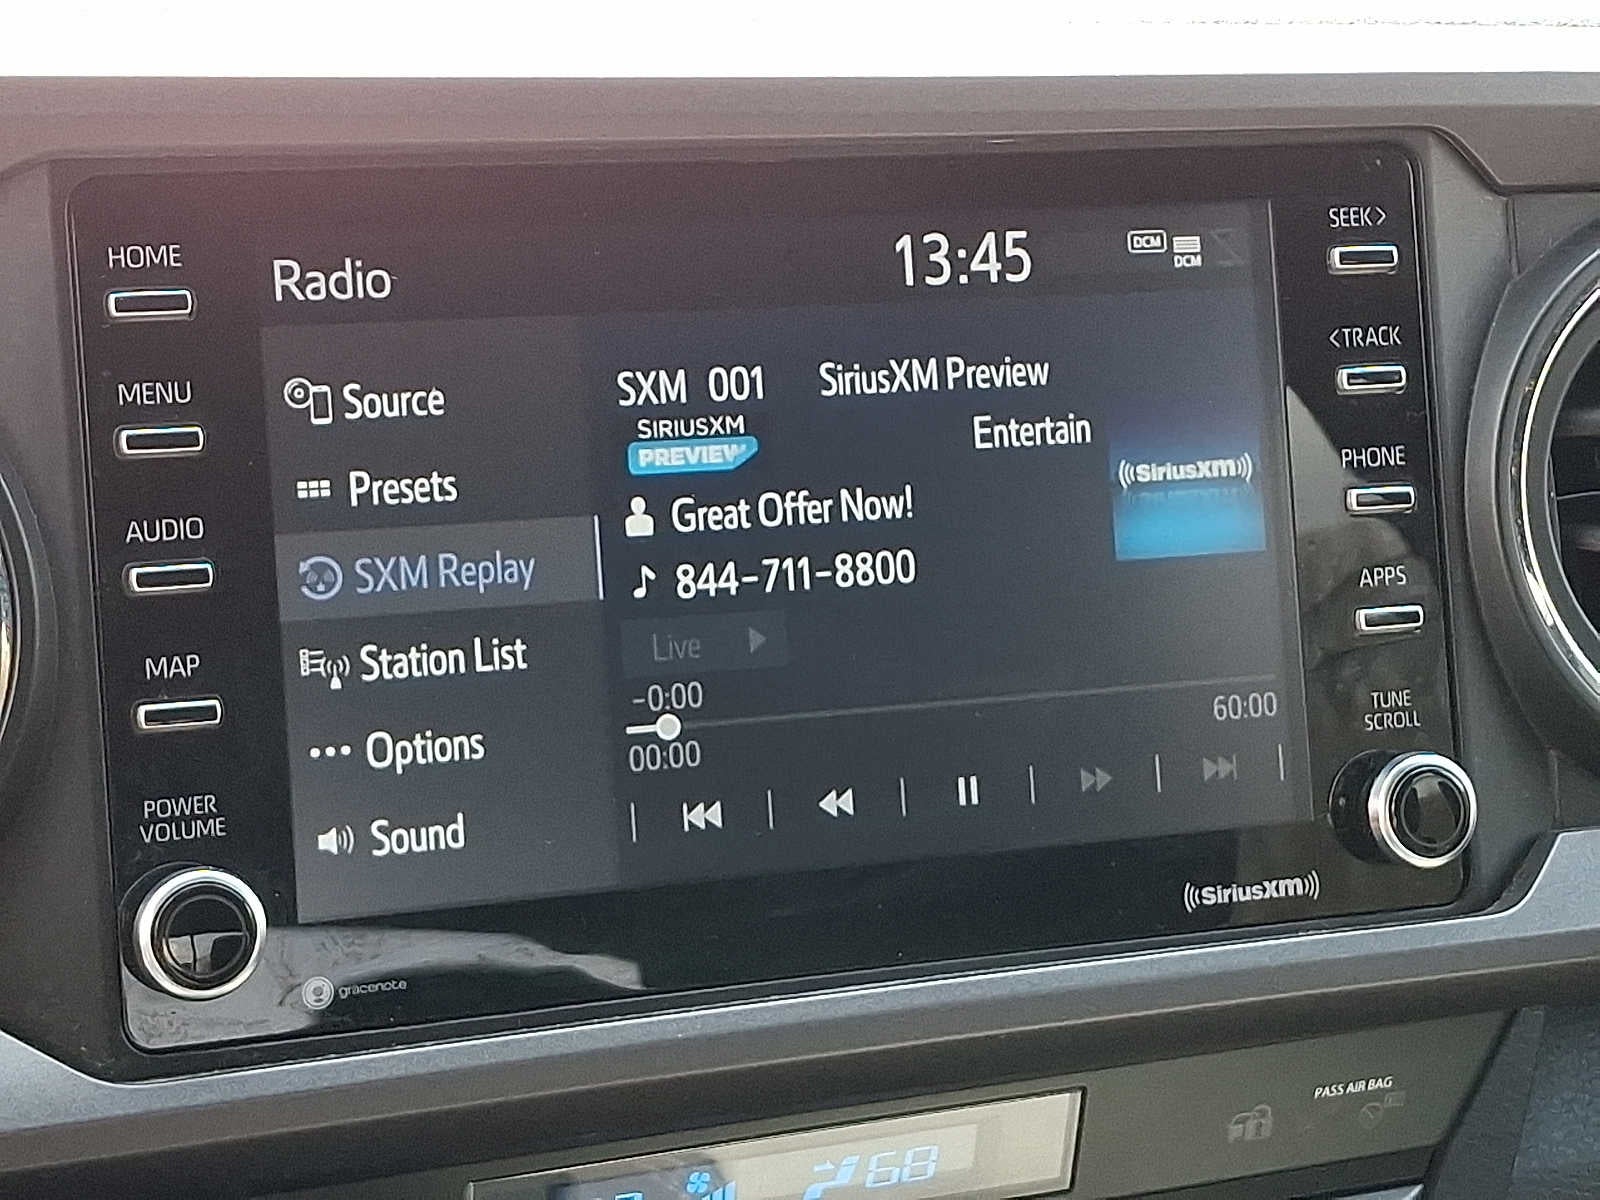 HOME
MENU
AUDIO
MAP
POWER
VOLUME
Radio
13:45
DCM
DCM
Source
Presets
SXM Replay
Station List
Options
Sound
SXM 001
SiriusXM Preview
SIRIUSXM
PREVIEW
Entertain
SiriusXM
Great Offer Now!
844-711-8800
Live
-0:00
00:00
60:00
SEEK>
<TRACK
PHONE
APPS
TUNE
SCROLL
SiriusXM
gracenote
PASS AIR BAG
68